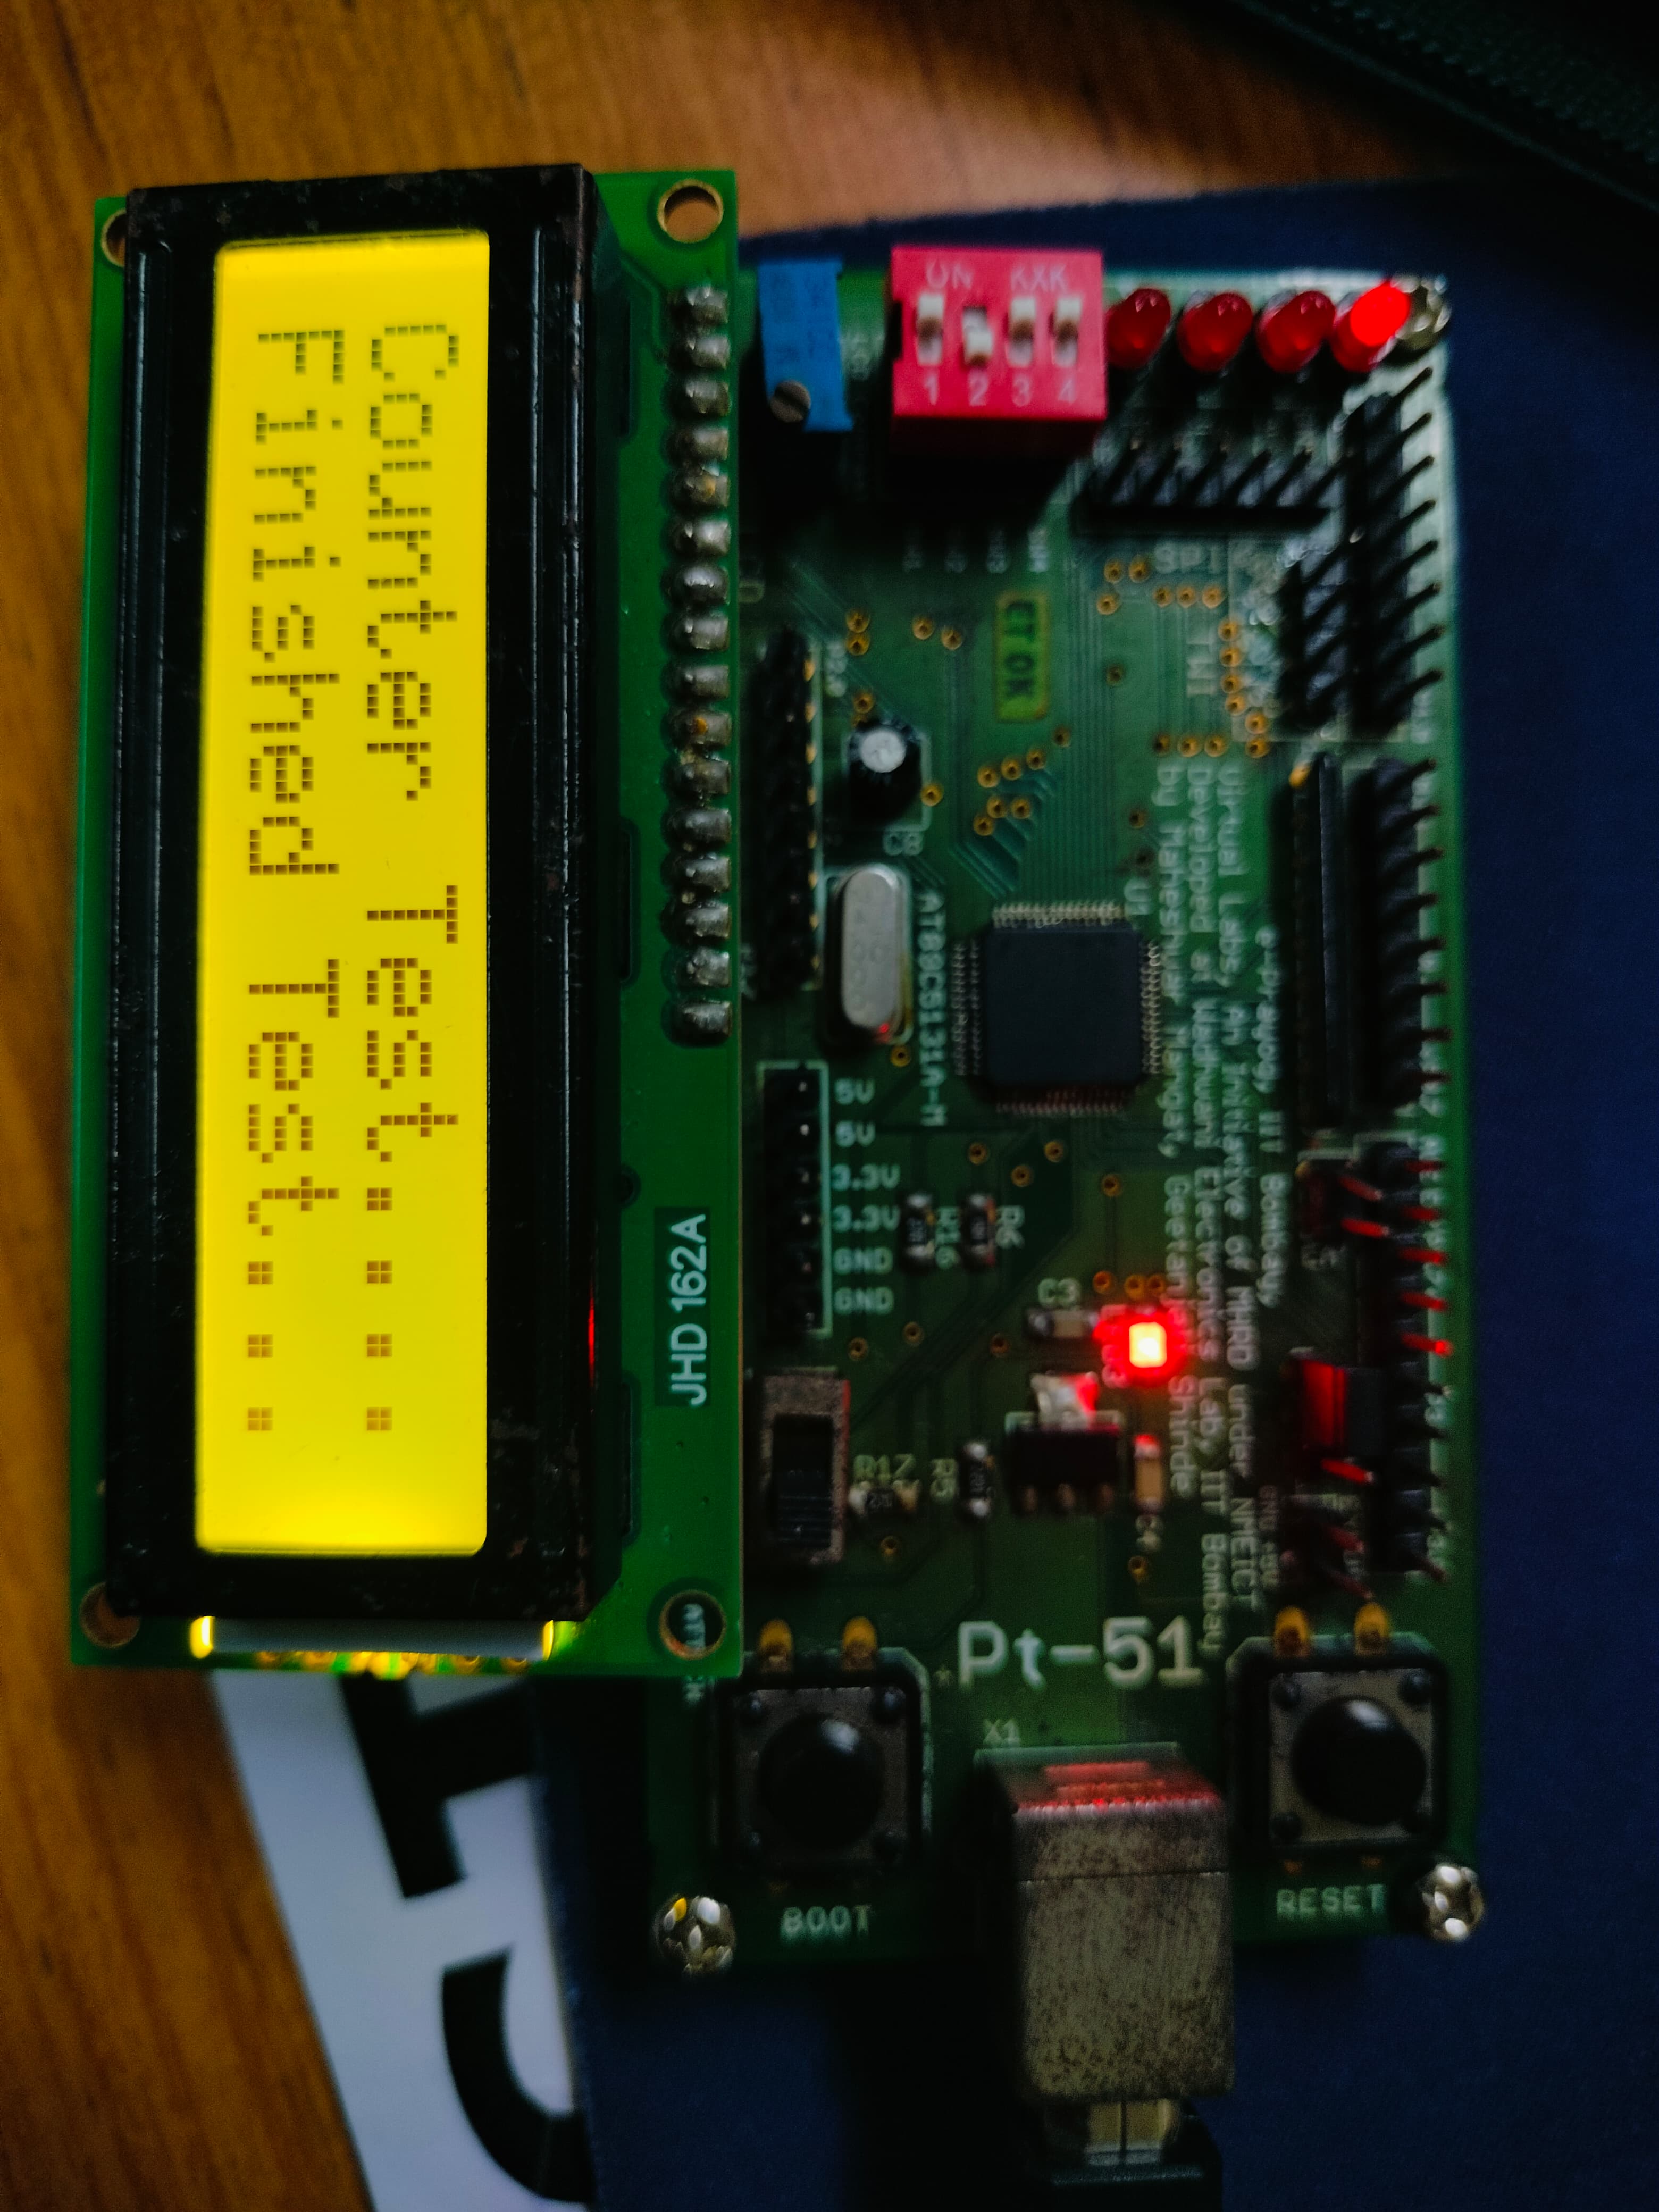 Counter Test....
Finished Test...
JHD 162A
ON KXK
1 2 3 4
SPI
TWI
ET OK
C8
U1
AT89C5131A-M
e-Prayog, IIT Bombay
Virtual Labs, An initiative of MHRD under NMEICT
Developed at Wadhwani Electronics Lab, IIT Bombay
by Maheshwar Mangat, Geetanjali Shinde
5V
5V
3.3V
3.3V
GND
GND
R16
R6
C3
R17
R5
C4
Pt-51
X1
BOOT
RESET